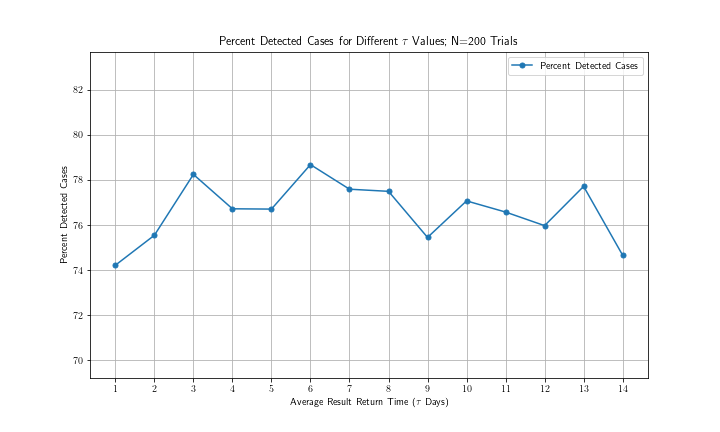 Percent Detected Cases for Different τ Values; N=200 Trials
Percent Detected Cases
82
80
78
76
74
72
70
Percent Detected Cases
1 2 3 4 5 6 7 8 9 10 11 12 13 14
Average Result Return Time (τ Days)